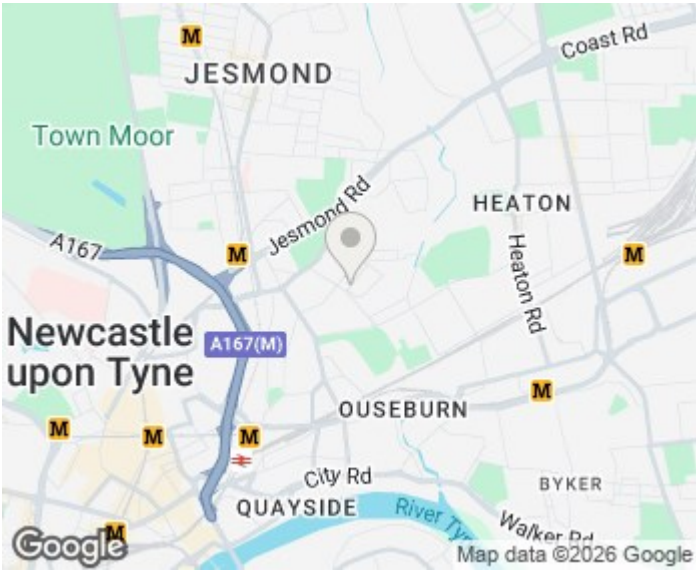 M
Coast Rd
JESMOND
Town Moor
Jesmond Rd
HEATON
A167
M
M
Heaton Rd
Newcastle
upon Tyne
A167(M)
M
OUSEBURN
M
M
M
City Rd
BYKER
QUAYSIDE
River Tyn
Walker Rd
M
Google
Map data ©2026 Google